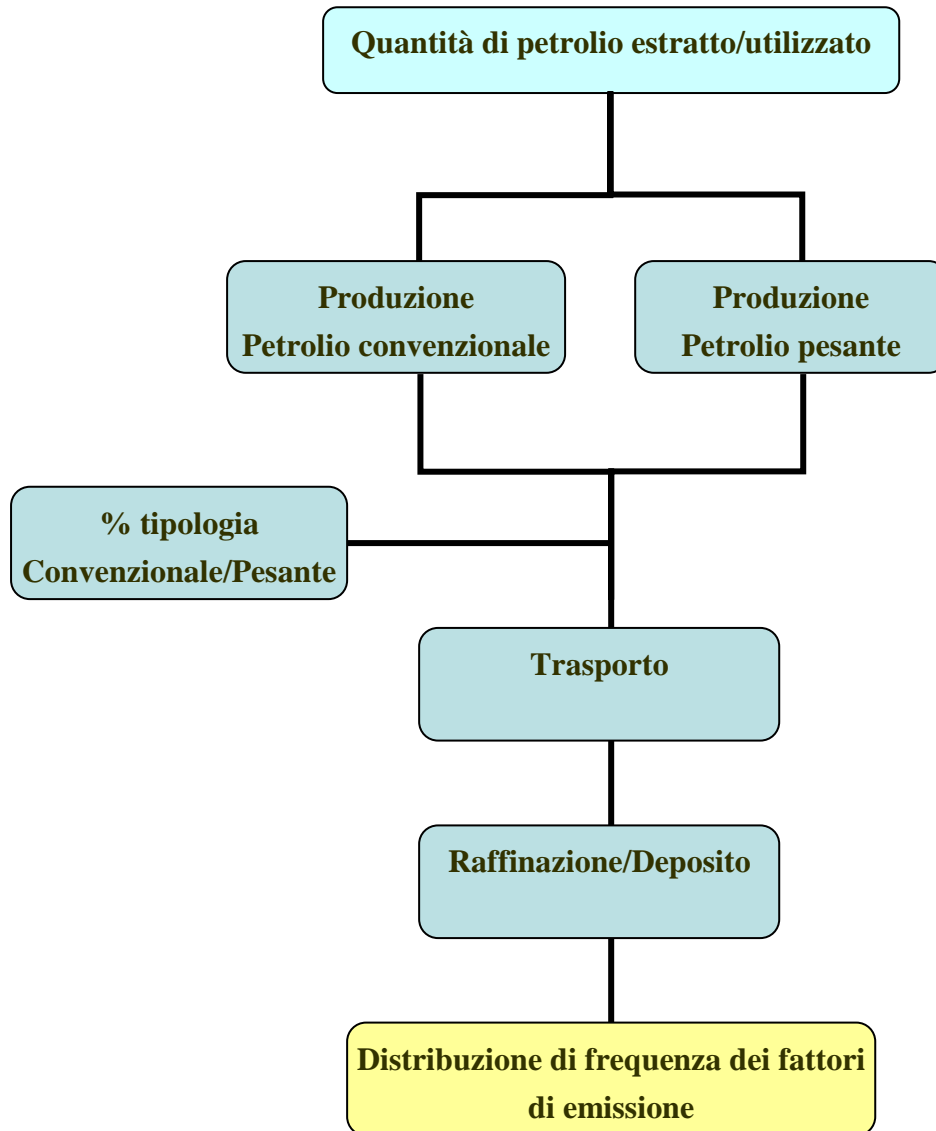 Quantità di petrolio estratto/utilizzato
Produzione
Petrolio convenzionale
Produzione
Petrolio pesante
% tipologia
Convenzionale/Pesante
Trasporto
Raffinazione/Deposito
Distribuzione di frequenza dei fattori
di emissione